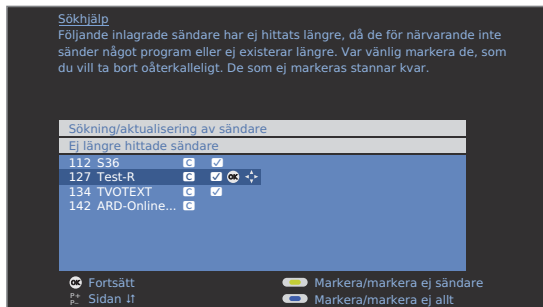 Sökhjälp
Följande inlagrade sändare har ej hittats längre, då de för närvarande inte
sänder något program eller ej existerar längre. Var vänlig markera de, som
du vill ta bort oåterkalleligt. De som ej markeras stannar kvar.
Sökning/aktualisering av sändare
Ej längre hittade sändare
112 S36 C
127 Test-R C OK
134 TVOTEXT C
142 ARD-Online... C
OK Fortsätt Markera/markera ej sändare
P+ P- Sidan ↓↑ Markera/markera ej allt